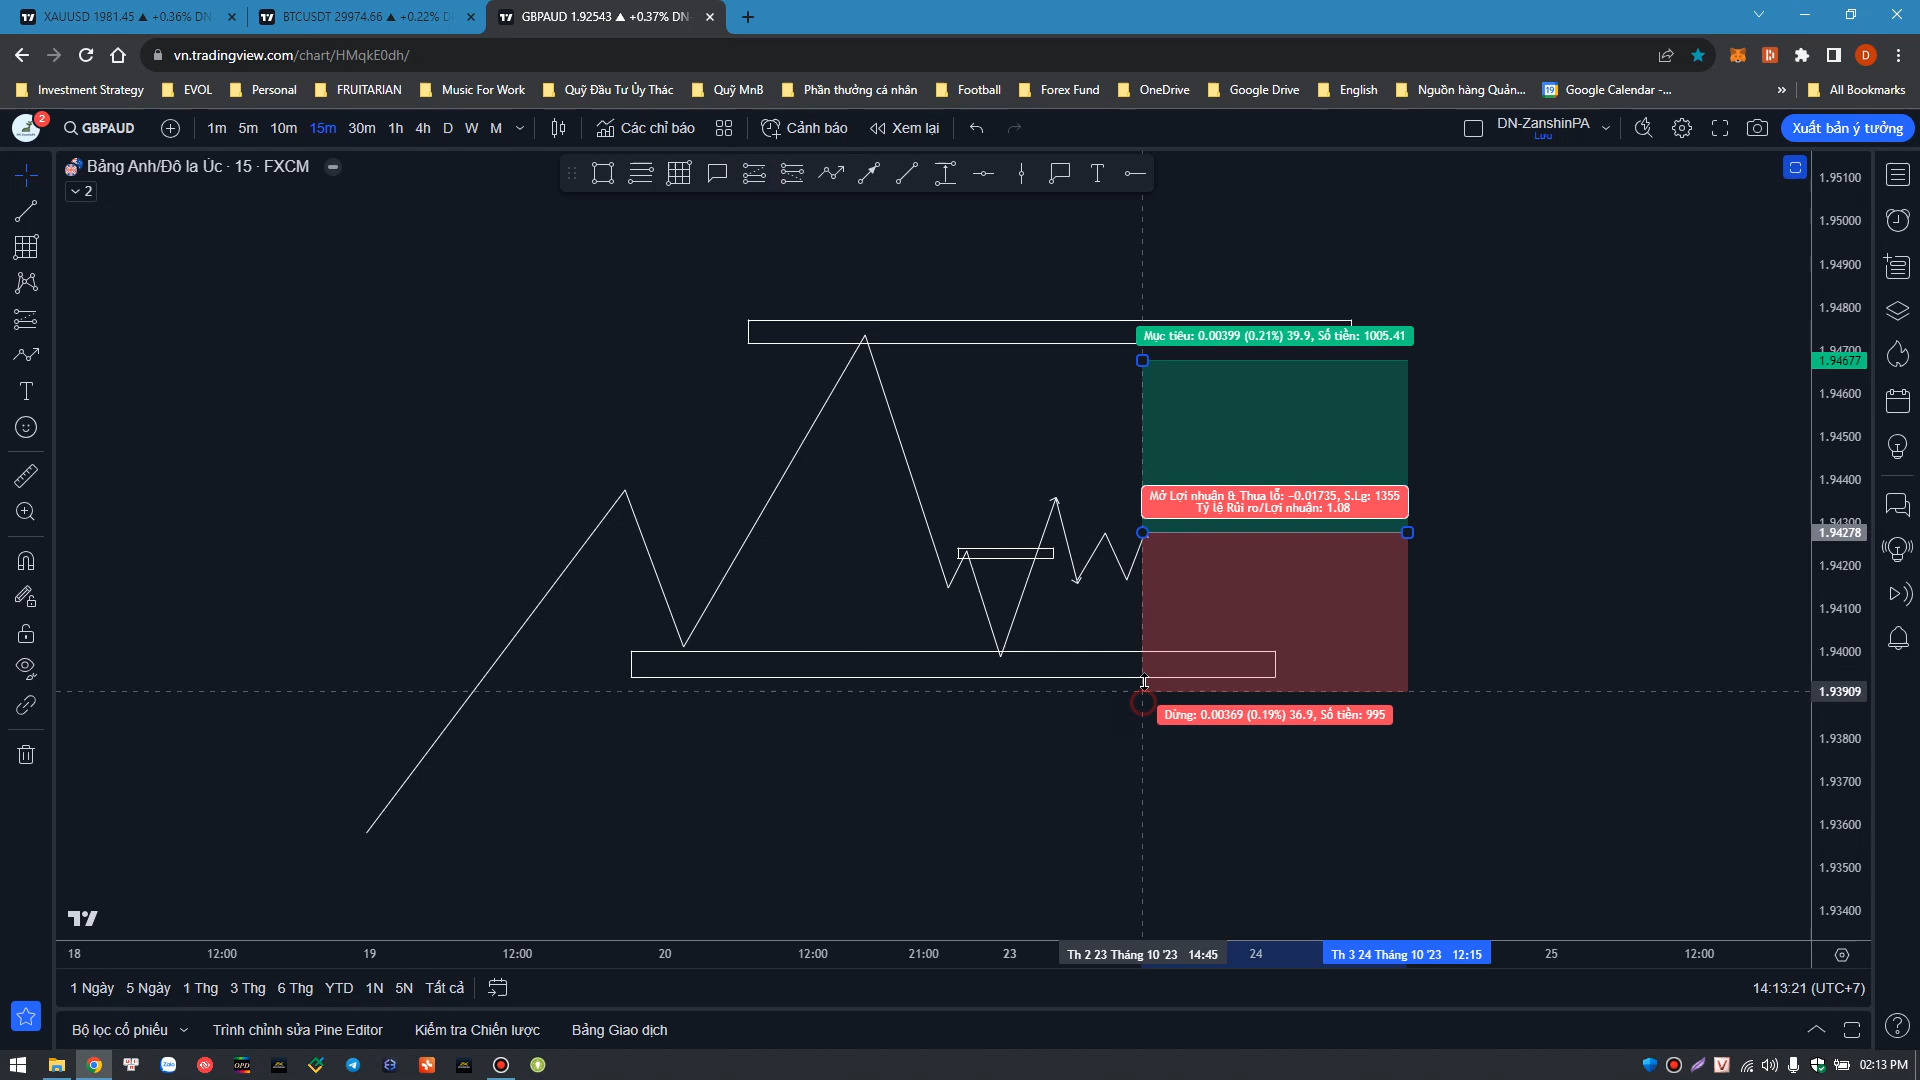 XAUUSD 1981.45 ▲ +0.36% DN
BTCUSDT 29974.66 ▲ +0.22% D
GBPAUD 1.92543 ▲ +0.37% DN
vn.tradingview.com/chart/HMqkE0dh/
Investment Strategy
EVOL
Personal
FRUITARIAN
Music For Work
Quỹ Đầu Tư Ủy Thác
Quỹ MnB
Phần thưởng cá nhân
Football
Forex Fund
OneDrive
Google Drive
English
Nguồn hàng Quản...
19
Google Calendar -...
»
All Bookmarks
2
GBPAUD
1m 5m 10m 15m 30m 1h 4h D W M
Các chỉ báo
Cảnh báo
Xem lại
DN-ZanshinPA
Lưu
Xuất bản ý tưởng
Bảng Anh/Đô la Úc · 15 · FXCM
2
1.95100
1.95000
1.94900
1.94800
1.94700
1.94677
1.94600
1.94500
1.94400
1.94300
1.94278
1.94200
1.94100
1.94000
1.93909
1.93800
1.93700
1.93600
1.93500
1.93400
Mục tiêu: 0.00399 (0.21%) 39.9, Số tiền: 1005.41
Mở Lợi nhuận & Thua lỗ: −0.01735, S.Lg: 1355
Tỷ lệ Rủi ro/Lợi nhuận: 1.08
Dừng: 0.00369 (0.19%) 36.9, Số tiền: 995
18 12:00 19 12:00 20 12:00 21:00 23 Th 2 23 Tháng 10 '23 14:45 24 Th 3 24 Tháng 10 '23 12:15 25 12:00
1 Ngày 5 Ngày 1 Thg 3 Thg 6 Thg YTD 1N 5N Tất cả
14:13:21 (UTC+7)
Bộ lọc cổ phiếu
Trình chỉnh sửa Pine Editor
Kiểm tra Chiến lược
Bảng Giao dịch
02:13 PM